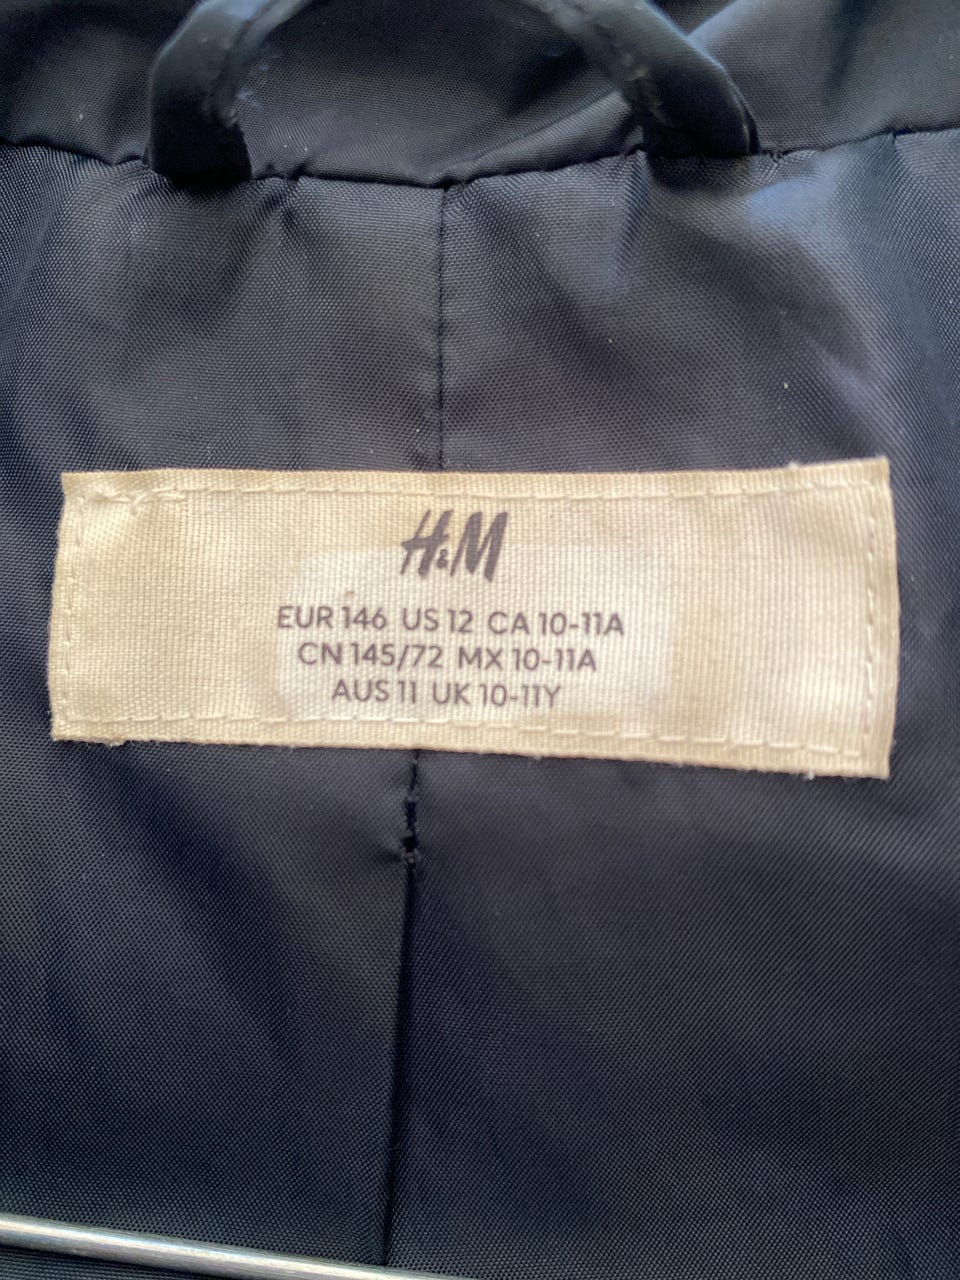 H&M
EUR 146 US 12 CA 10-11A
CN 145/72 MX 10-11A
AUS 11 UK 10-11Y